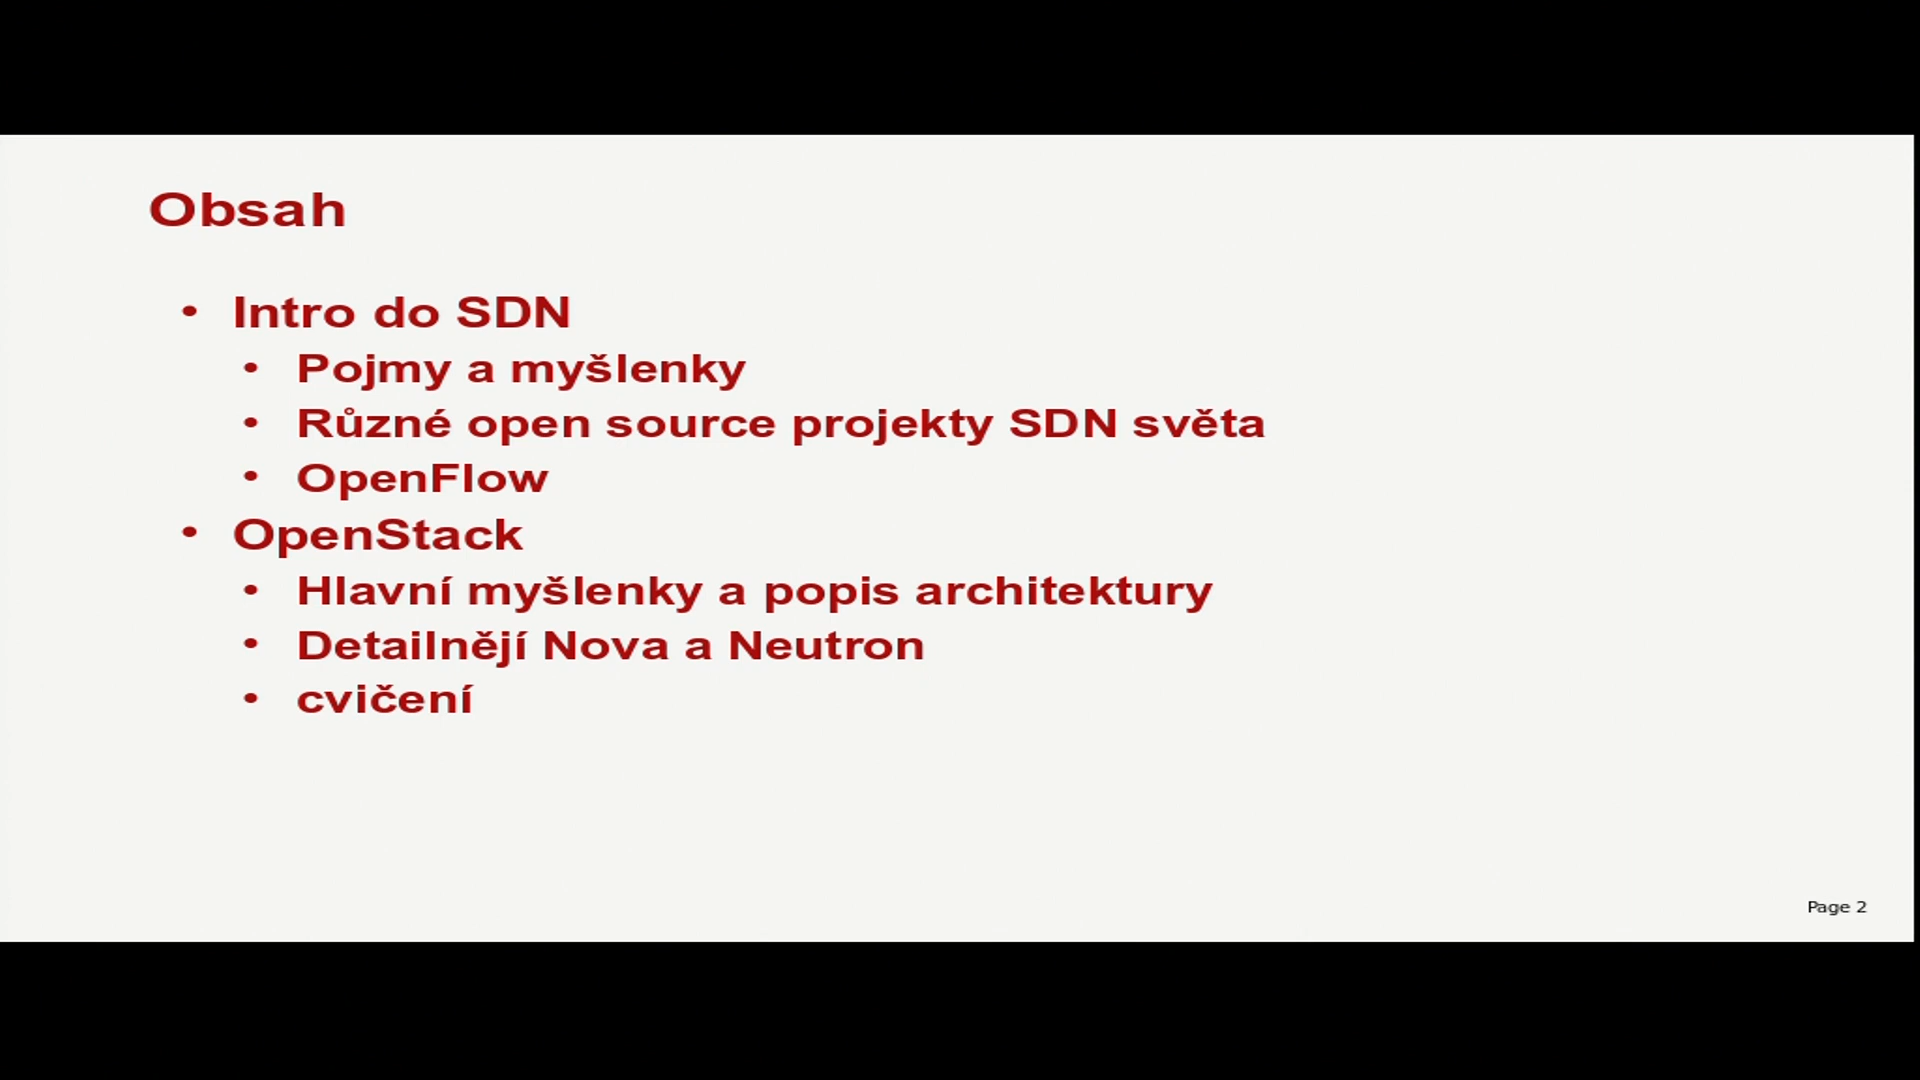 Obsah
• Intro do SDN
• Pojmy a myšlenky
• Různé open source projekty SDN světa
• OpenFlow
• OpenStack
• Hlavní myšlenky a popis architektury
• Detailnějí Nova a Neutron
• cvičení
Page 2